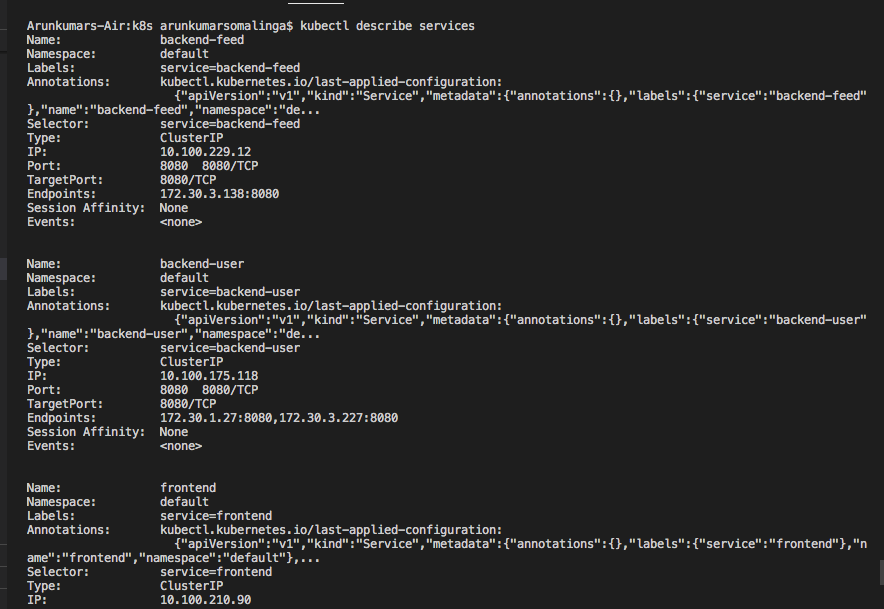 Arunkumars-Air:k8s arunkumarsomalinga$ kubectl describe services
Name:              backend-feed
Namespace:         default
Labels:            service=backend-feed
Annotations:       kubectl.kubernetes.io/last-applied-configuration:
                     {"apiVersion":"v1","kind":"Service","metadata":{"annotations":{},"labels":{"service":"backend-feed"
},"name":"backend-feed","namespace":"de...
Selector:          service=backend-feed
Type:              ClusterIP
IP:                10.100.229.12
Port:              8080  8080/TCP
TargetPort:        8080/TCP
Endpoints:         172.30.3.138:8080
Session Affinity:  None
Events:            <none>
Name:              backend-user
Namespace:         default
Labels:            service=backend-user
Annotations:       kubectl.kubernetes.io/last-applied-configuration:
                     {"apiVersion":"v1","kind":"Service","metadata":{"annotations":{},"labels":{"service":"backend-user"
},"name":"backend-user","namespace":"de...
Selector:          service=backend-user
Type:              ClusterIP
IP:                10.100.175.118
Port:              8080  8080/TCP
TargetPort:        8080/TCP
Endpoints:         172.30.1.27:8080,172.30.3.227:8080
Session Affinity:  None
Events:            <none>
Name:              frontend
Namespace:         default
Labels:            service=frontend
Annotations:       kubectl.kubernetes.io/last-applied-configuration:
                     {"apiVersion":"v1","kind":"Service","metadata":{"annotations":{},"labels":{"service":"frontend"},"n
ame":"frontend","namespace":"default"},...
Selector:          service=frontend
Type:              ClusterIP
IP:                10.100.210.90